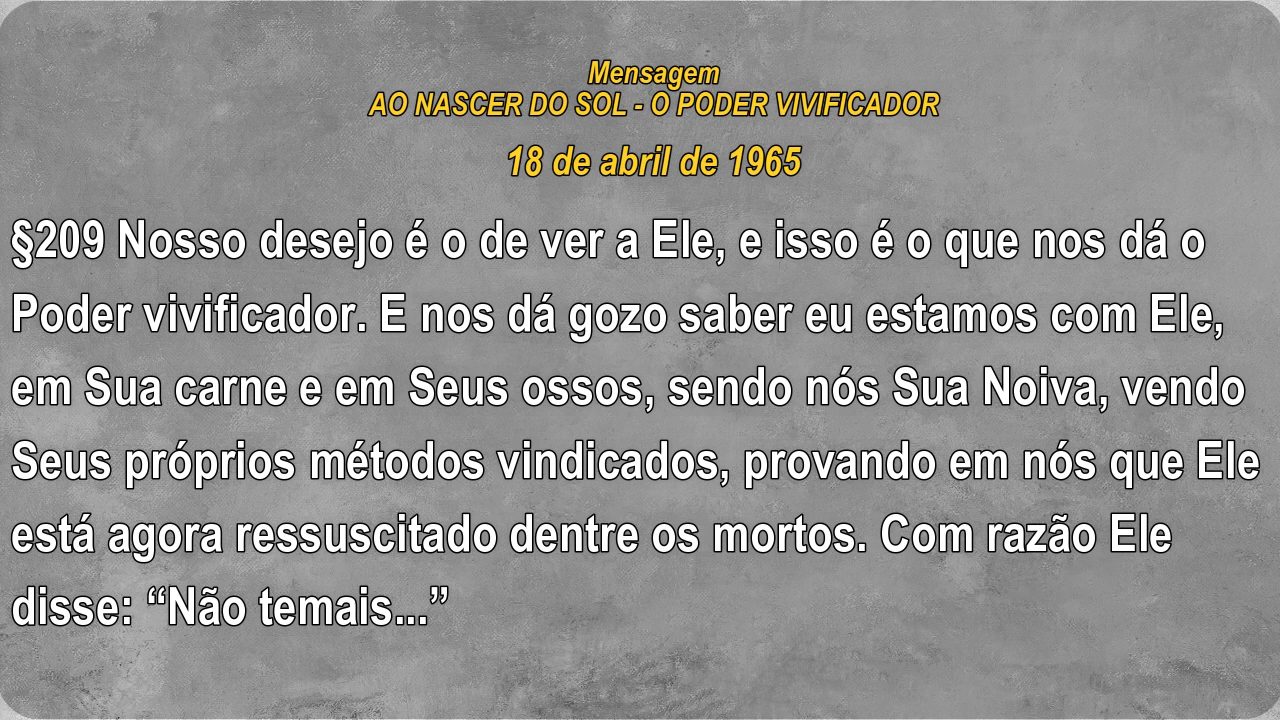 Mensagem
AO NASCER DO SOL - O PODER VIVIFICADOR
18 de abril de 1965
§209 Nosso desejo é o de ver a Ele, e isso é o que nos dá o
Poder vivificador. E nos dá gozo saber eu estamos com Ele,
em Sua carne e em Seus ossos, sendo nós Sua Noiva, vendo
Seus próprios métodos vindicados, provando em nós que Ele
está agora ressuscitado dentre os mortos. Com razão Ele
disse: “Não temais...”